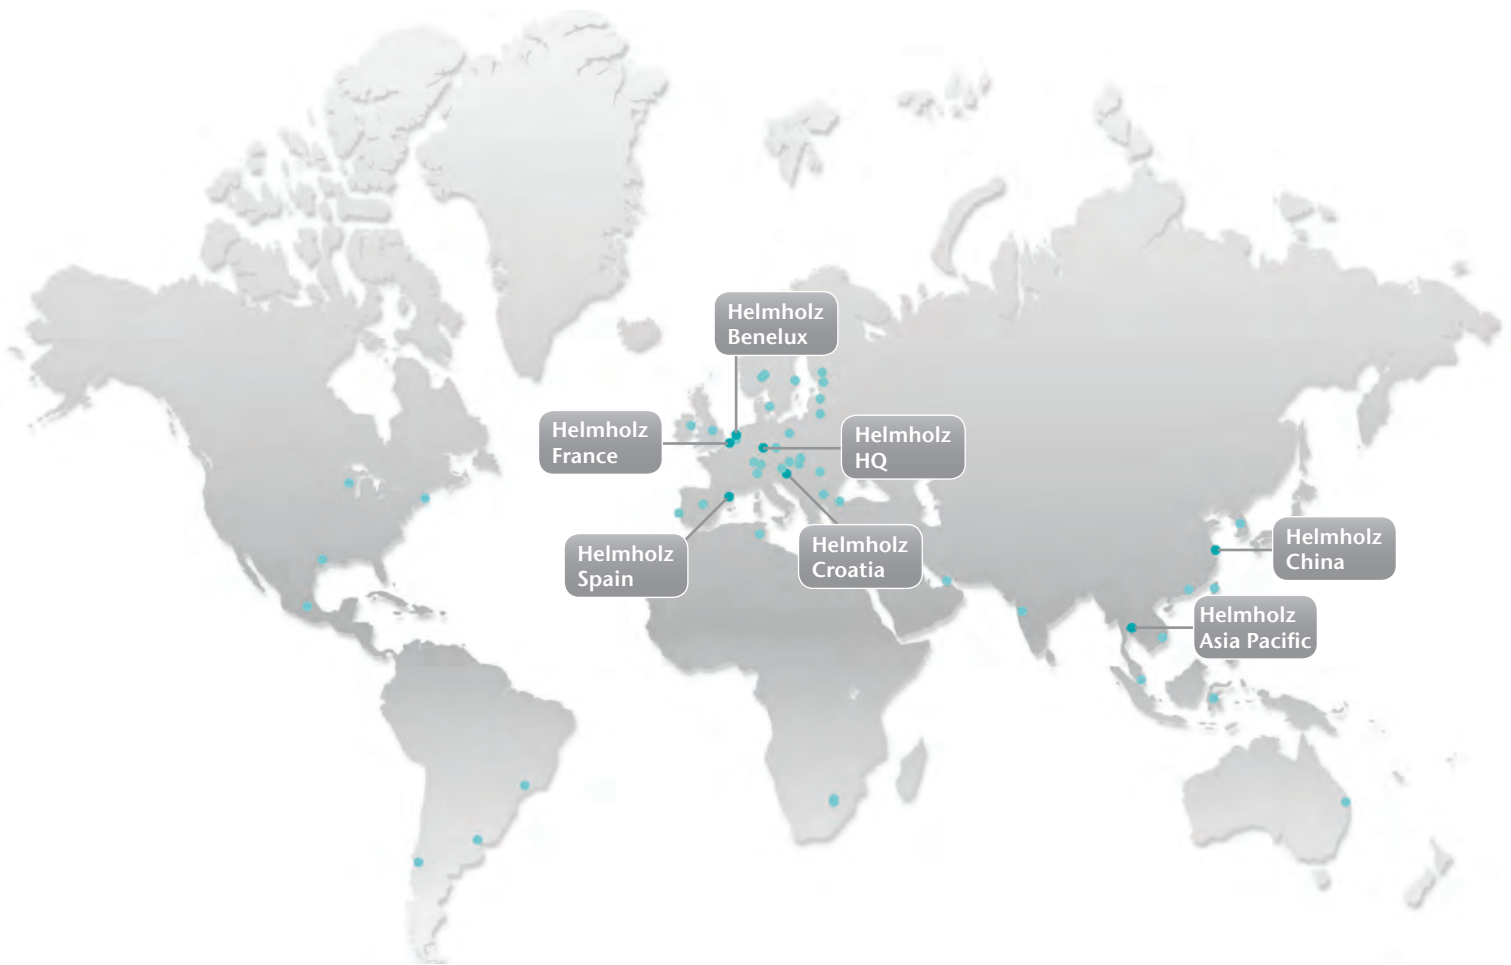 Helmholz
Benelux
Helmholz
France
Helmholz
HQ
Helmholz
Spain
Helmholz
Croatia
Helmholz
China
Helmholz
Asia Pacific